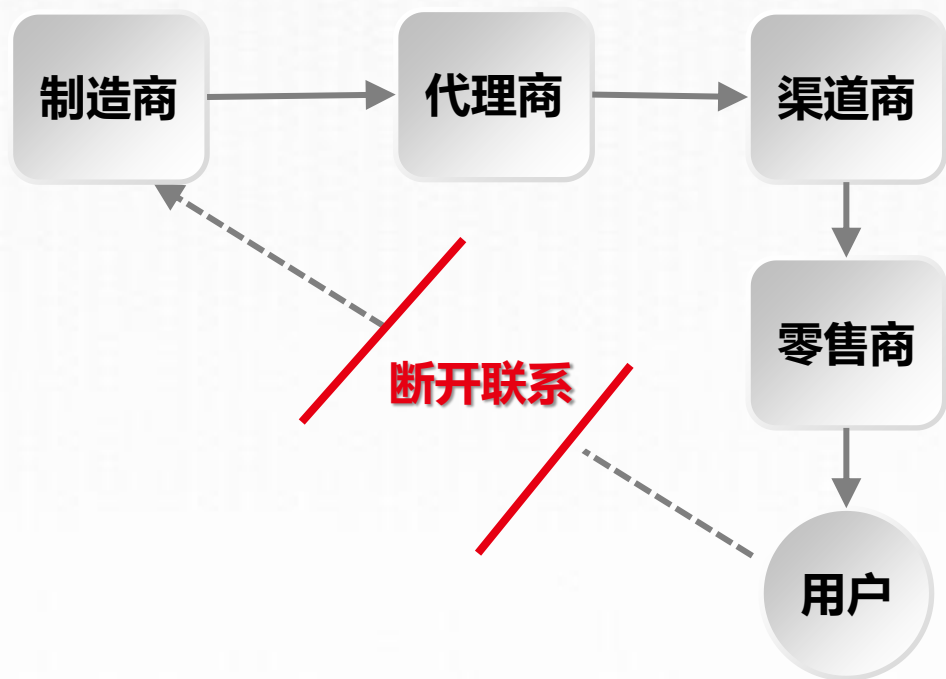 制造商
代理商
渠道商
零售商
断开联系
用户